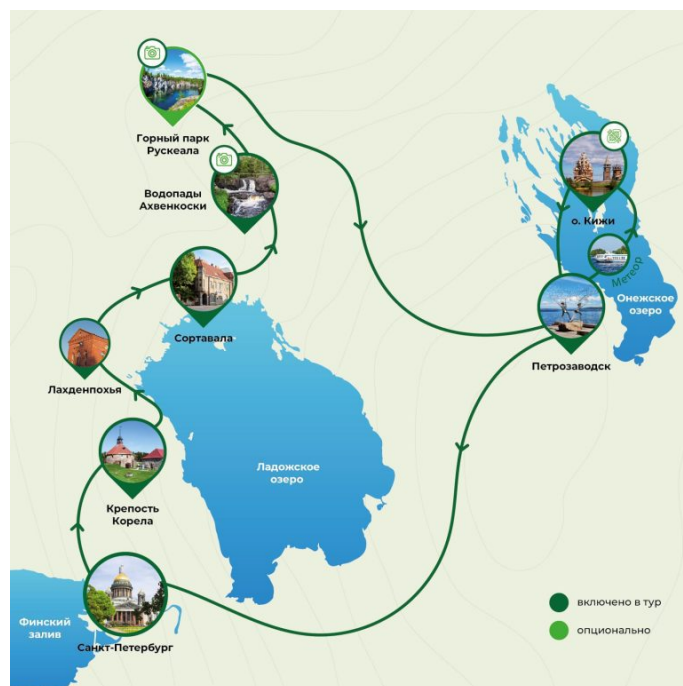 Горный парк
Рускеала
Водопады
Ахвенкоски
о. Кижи
Метеор
Онежское
озеро
Сортавала
Петрозаводск
Лахденпохья
Ладожское
озеро
Крепость
Корела
Финский
залив
Санкт-Петербург
включено в тур
опционально